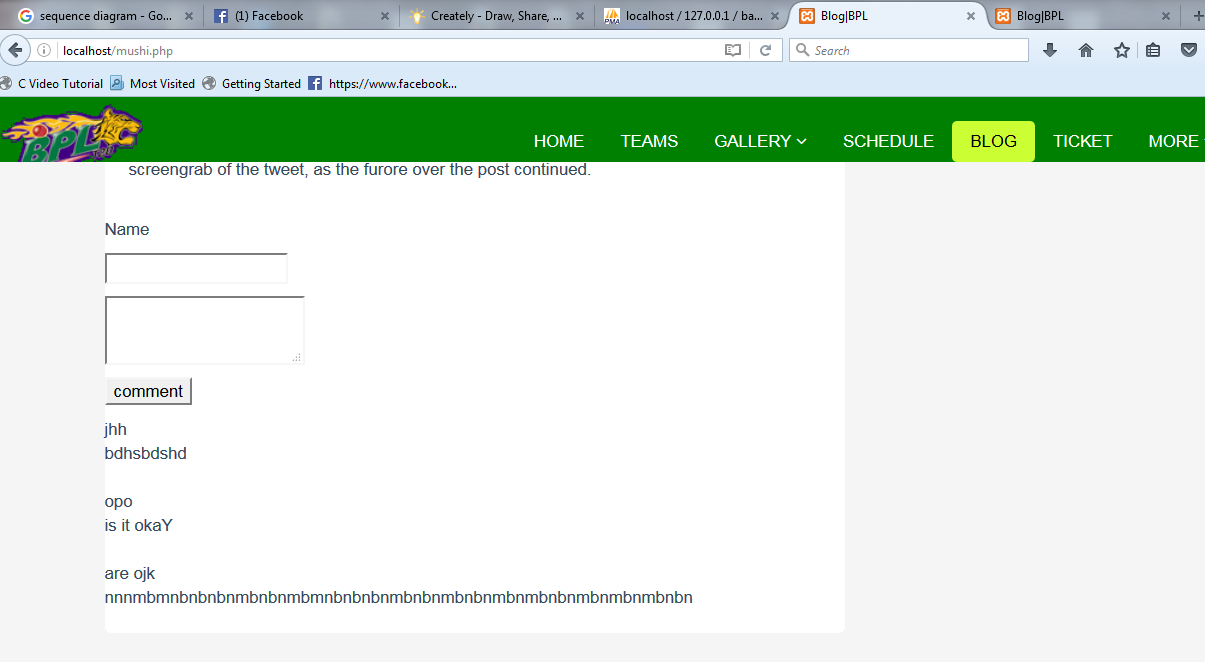 sequence diagram - Go...
(1) Facebook
Creately - Draw, Share, ...
localhost / 127.0.0.1 / ba...
Blog|BPL
Blog|BPL
localhost/mushi.php
Search
C Video Tutorial
Most Visited
Getting Started
https://www.facebook...
BPL
HOME
TEAMS
GALLERY
SCHEDULE
BLOG
TICKET
MORE
screengrab of the tweet, as the furore over the post continued.
Name
comment
jhh
bdhsbdshd
opo
is it okaY
are ojk
nnnmbmnbnbnbnmbnbnmbmnbnbnbnmbnbnmbnbnmbnmbnbnmbnmbnmbnbn